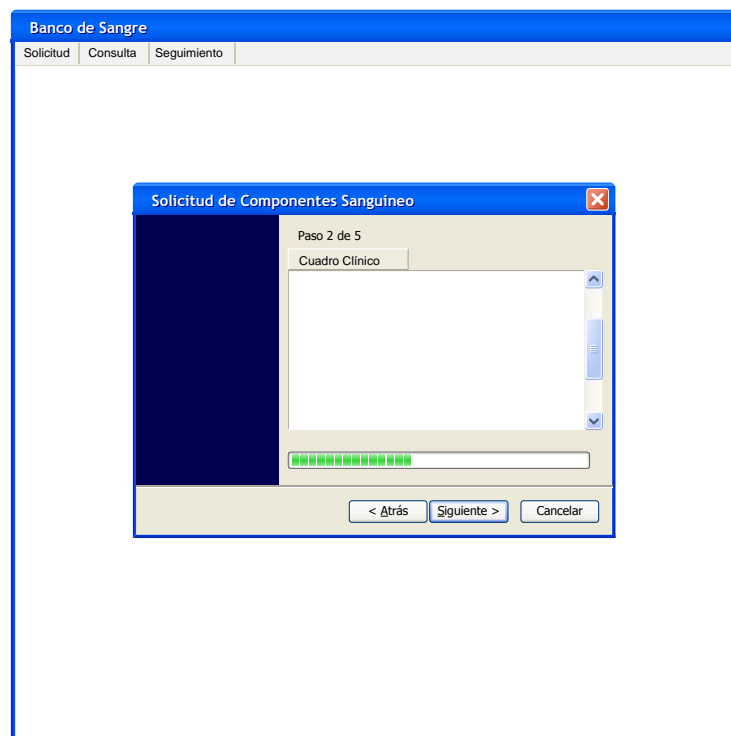 Banco de Sangre
Solicitud Consulta Seguimiento
Solicitud de Componentes Sanguineo
Paso 2 de 5
Cuadro Clínico
< Atrás Siguiente > Cancelar